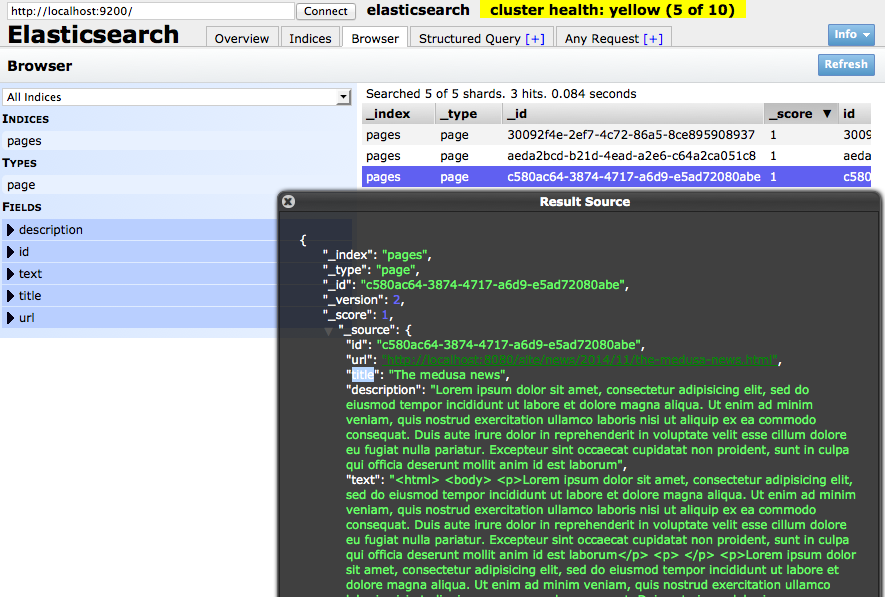 http://localhost:9200/ Connect elasticsearch cluster health: yellow (5 of 10)
Elasticsearch Overview Indices Browser Structured Query [+] Any Request [+] Info
Browser Refresh
All Indices
INDICES
pages
TYPES
page
FIELDS
description
id
text
title
url
Searched 5 of 5 shards. 3 hits. 0.084 seconds
_index _type _id _score ▼ id
pages page 30092f4e-2ef7-4c72-86a5-8ce895908937 1 3009
pages page aeda2bcd-b21d-4ead-a2e6-c64a2ca051c8 1 aeda
pages page c580ac64-3874-4717-a6d9-e5ad72080abe 1 c580
Result Source
{
"_index": "pages",
"_type": "page",
"_id": "c580ac64-3874-4717-a6d9-e5ad72080abe",
"_version": 2,
"_score": 1,
"_source": {
"id": "c580ac64-3874-4717-a6d9-e5ad72080abe",
"url": "http://localhost:8080/site/news/2014/11/the-medusa-news.html",
"title": "The medusa news",
"description": "Lorem ipsum dolor sit amet, consectetur adipisicing elit, sed do
eiusmod tempor incididunt ut labore et dolore magna aliqua. Ut enim ad minim
veniam, quis nostrud exercitation ullamco laboris nisi ut aliquip ex ea commodo
consequat. Duis aute irure dolor in reprehenderit in voluptate velit esse cillum dolore
eu fugiat nulla pariatur. Excepteur sint occaecat cupidatat non proident, sunt in culpa
qui officia deserunt mollit anim id est laborum",
"text": "<html> <body> <p>Lorem ipsum dolor sit amet, consectetur adipisicing elit,
sed do eiusmod tempor incididunt ut labore et dolore magna aliqua. Ut enim ad minim
veniam, quis nostrud exercitation ullamco laboris nisi ut aliquip ex ea commodo
consequat. Duis aute irure dolor in reprehenderit in voluptate velit esse cillum dolore
eu fugiat nulla pariatur. Excepteur sint occaecat cupidatat non proident, sunt in culpa
qui officia deserunt mollit anim id est laborum</p> <p> </p> <p>Lorem ipsum dolor
sit amet, consectetur adipisicing elit, sed do eiusmod tempor incididunt ut labore et
dolore magna aliqua. Ut enim ad minim veniam, quis nostrud exercitation ullamco